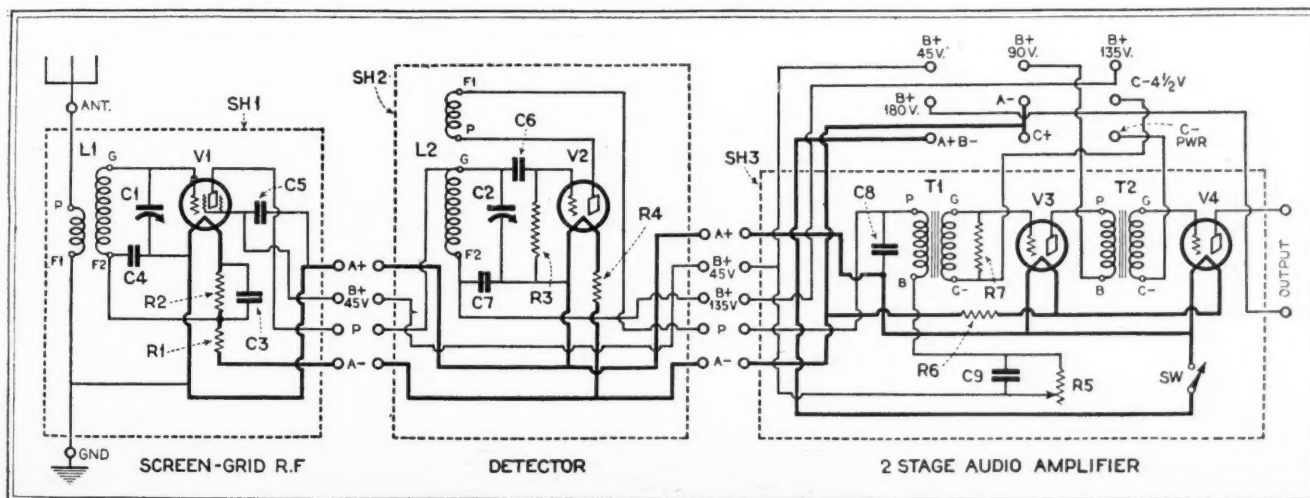 ANT.
SH1
L1
G
V1
C1
C5
P
F1
F2
C4
R2
R1
C3
GND
SCREEN-GRID R.F
A+
B+
45V
P
A-
SH2
F1
P
C6
L2
G
V2
C2
R4
F2
C7
R3
DETECTOR
A+
B+
45V
B+
135V
P
A-
B+
45V.
B+
90V.
B+
135V
B+
180V.
A-
C-4½V
A+B-
C+
C-
PWR
SH3
C8
P
T1
G
V3
P
T2
G
V4
R7
B
C-
B
C-
R6
C9
R5
SW
OUTPUT
2 STAGE AUDIO AMPLIFIER